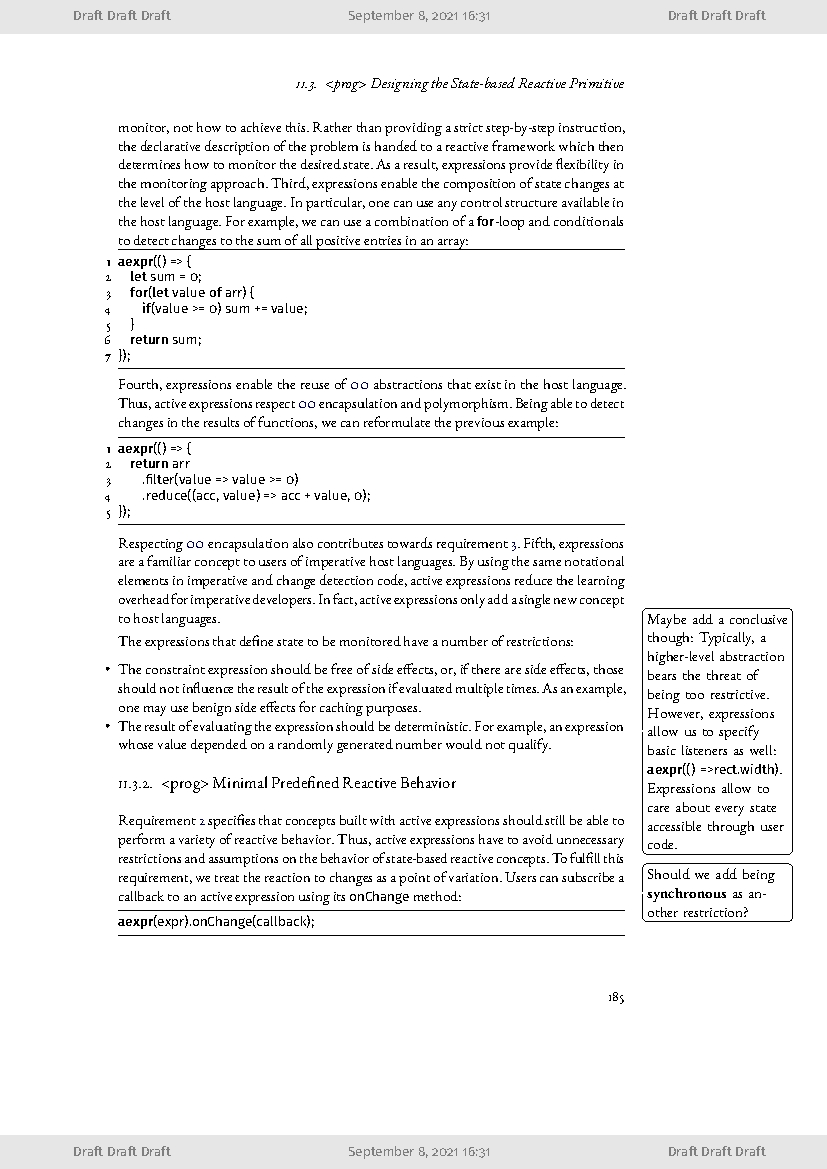 Draft Draft Draft September 8, 2021 16:31 Draft Draft Draft
11.3. <prog> Designing the State-based Reactive Primitive
monitor, not how to achieve this. Rather than providing a strict step-by-step instruction,
the declarative description of the problem is handed to a reactive framework which then
determines how to monitor the desired state. As a result, expressions provide flexibility in
the monitoring approach. Third, expressions enable the composition of state changes at
the level of the host language. In particular, one can use any control structure available in
the host language. For example, we can use a combination of a for-loop and conditionals
to detect changes to the sum of all positive entries in an array:
1 aexpr(() => {
2 let sum = 0;
3 for(let value of arr) {
4 if(value >= 0) sum += value;
5 }
6 return sum;
7 });
Fourth, expressions enable the reuse of OO abstractions that exist in the host language.
Thus, active expressions respect OO encapsulation and polymorphism. Being able to detect
changes in the results of functions, we can reformulate the previous example:
1 aexpr(() => {
2 return arr
3 .filter(value => value >= 0)
4 .reduce((acc, value) => acc + value, 0);
5 });
Respecting OO encapsulation also contributes towards requirement 3. Fifth, expressions
are a familiar concept to users of imperative host languages. By using the same notational
elements in imperative and change detection code, active expressions reduce the learning
overhead for imperative developers. In fact, active expressions only add a single new concept
to host languages.
The expressions that define state to be monitored have a number of restrictions:
• The constraint expression should be free of side effects, or, if there are side effects, those
should not influence the result of the expression if evaluated multiple times. As an example,
one may use benign side effects for caching purposes.
• The result of evaluating the expression should be deterministic. For example, an expression
whose value depended on a randomly generated number would not qualify.
11.3.2. <prog> Minimal Predefined Reactive Behavior
Requirement 2 specifies that concepts built with active expressions should still be able to
perform a variety of reactive behavior. Thus, active expressions have to avoid unnecessary
restrictions and assumptions on the behavior of state-based reactive concepts. To fulfill this
requirement, we treat the reaction to changes as a point of variation. Users can subscribe a
callback to an active expression using its onChange method:
aexpr(expr).onChange(callback);
Maybe add a conclusive
though: Typically, a
higher-level abstraction
bears the threat of
being too restrictive.
However, expressions
allow us to specify
basic listeners as well:
aexpr(() =>rect.width).
Expressions allow to
care about every state
accessible through user
code.
Should we add being
synchronous as an-
other restriction?
185
Draft Draft Draft September 8, 2021 16:31 Draft Draft Draft